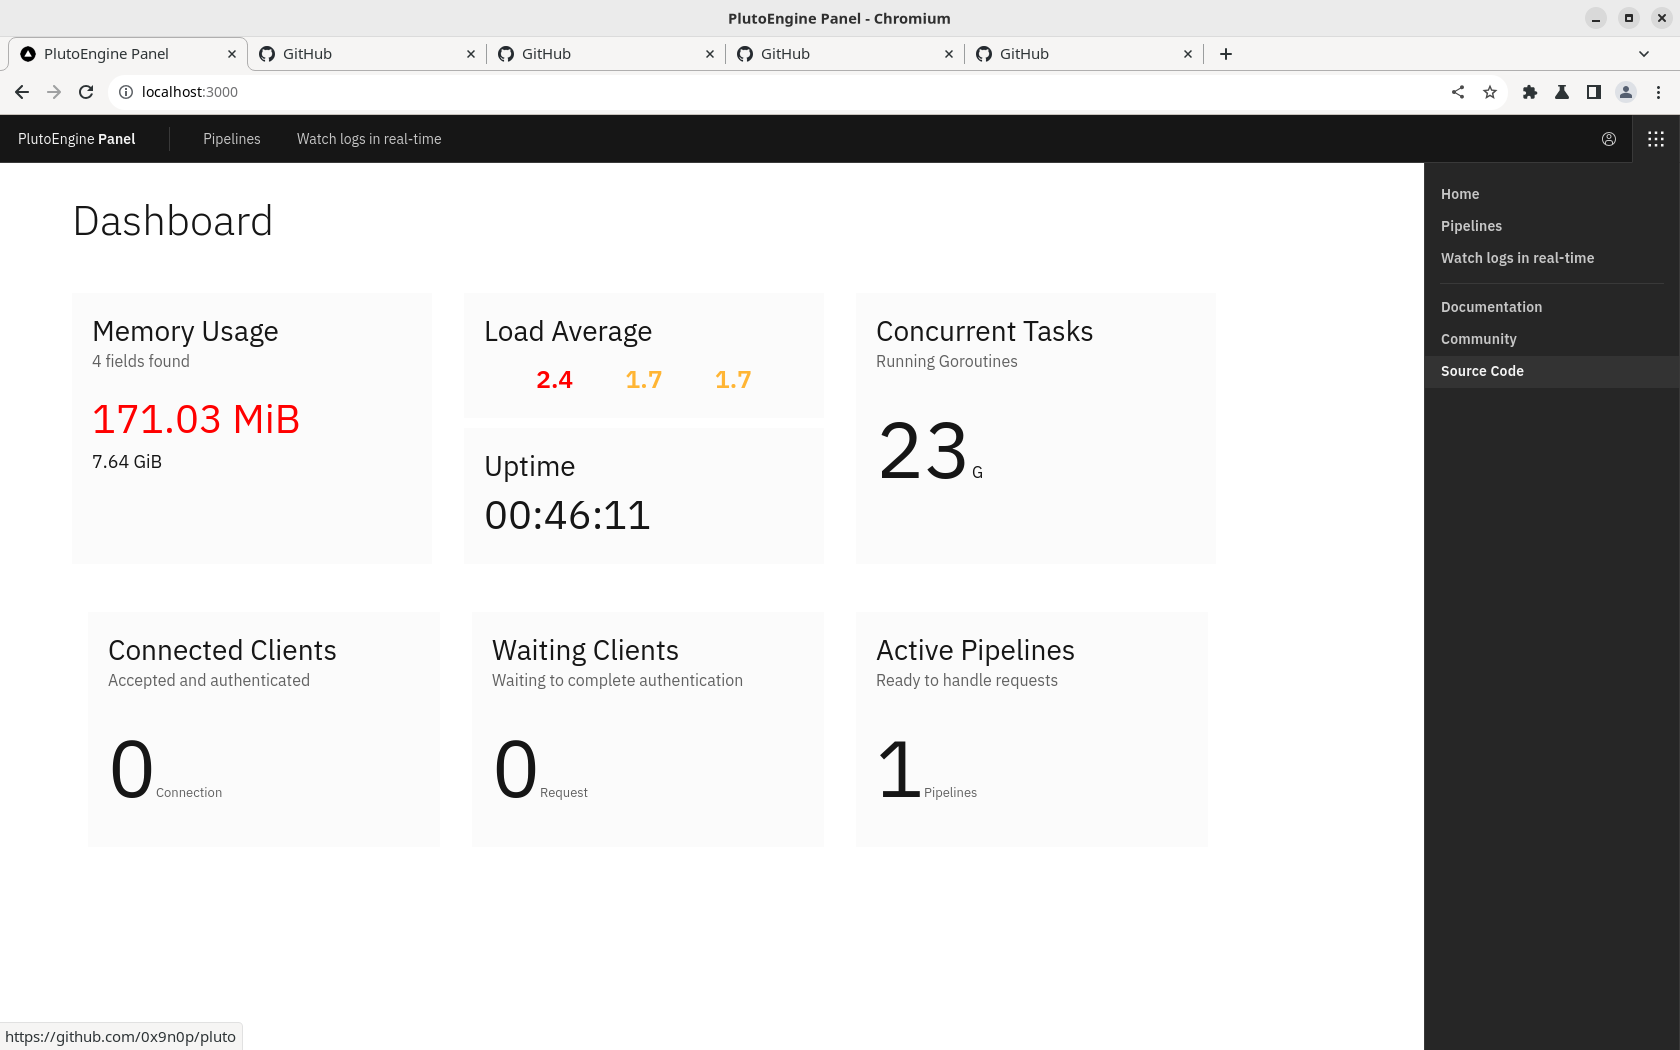 PlutoEngine Panel - Chromium
PlutoEngine Panel GitHub GitHub GitHub GitHub
localhost:3000
PlutoEngine Panel Pipelines Watch logs in real-time
Home
Pipelines
Watch logs in real-time
Documentation
Community
Source Code
Dashboard
Memory Usage
4 fields found
171.03 MiB
7.64 GiB
Load Average
2.4 1.7 1.7
Uptime
00:46:11
Concurrent Tasks
Running Goroutines
23 G
Connected Clients
Accepted and authenticated
0 Connection
Waiting Clients
Waiting to complete authentication
0 Request
Active Pipelines
Ready to handle requests
1 Pipelines
https://github.com/0x9n0p/pluto